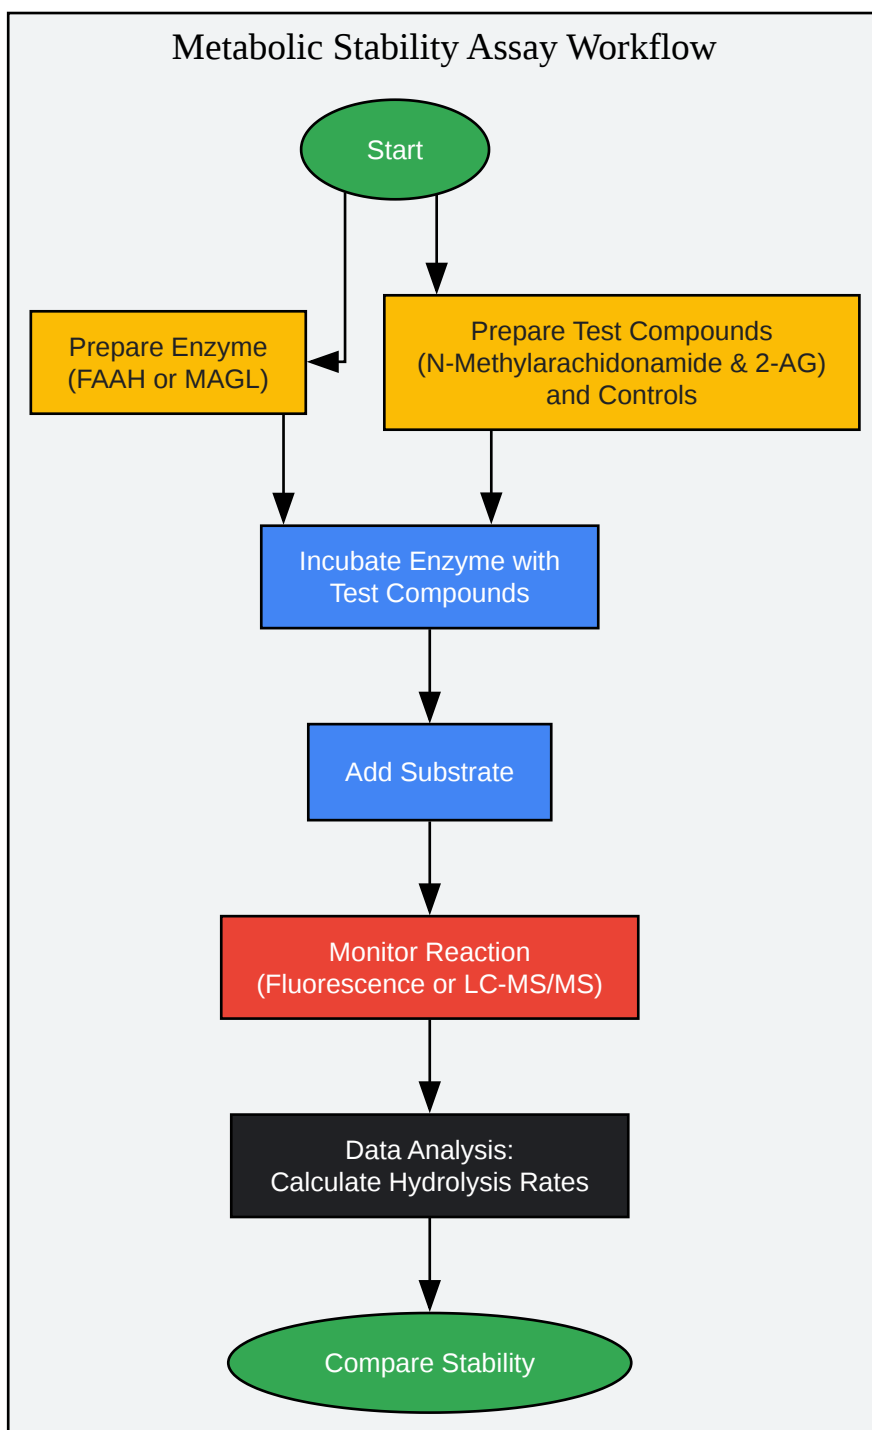 Metabolic Stability Assay Workflow
Start
Prepare Enzyme
(FAAH or MAGL)
Prepare Test Compounds
(N-Methylarachidonamide & 2-AG)
and Controls
Incubate Enzyme with
Test Compounds
Add Substrate
Monitor Reaction
(Fluorescence or LC-MS/MS)
Data Analysis:
Calculate Hydrolysis Rates
Compare Stability